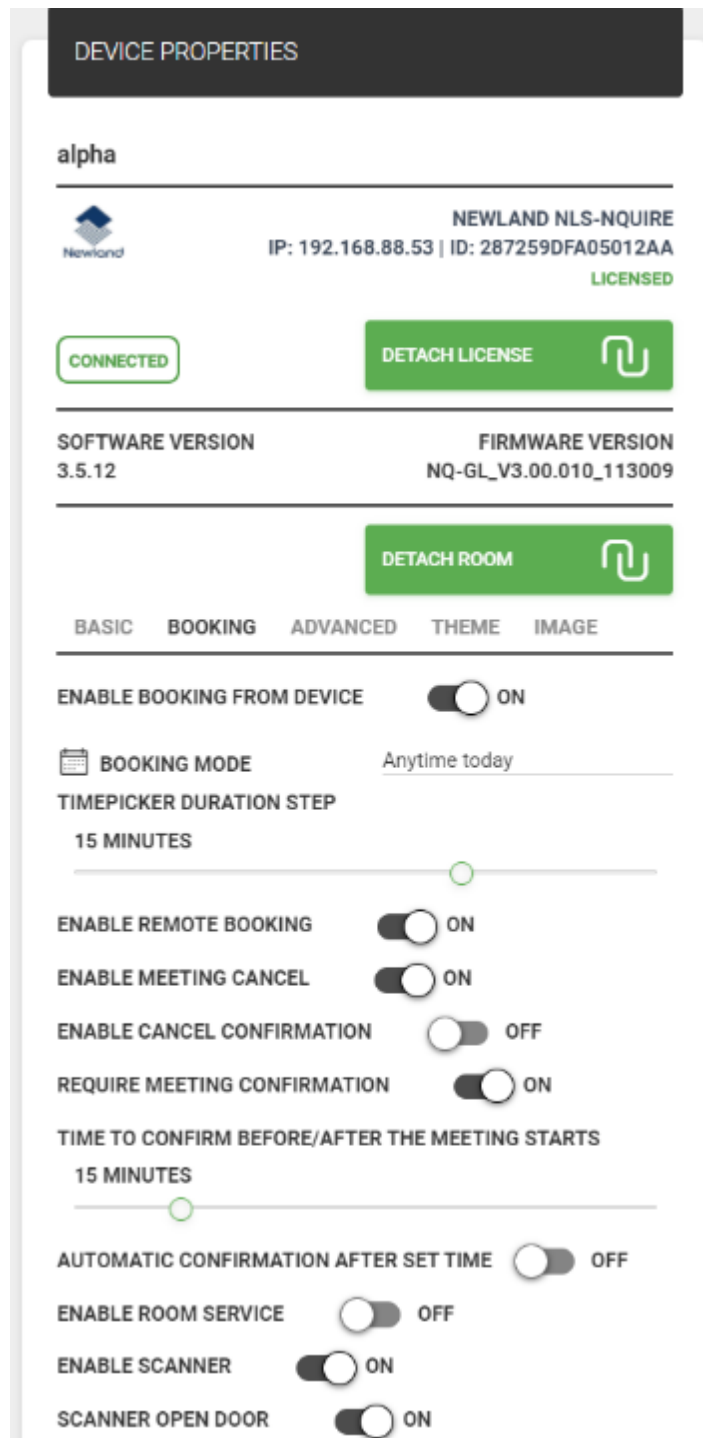 DEVICE PROPERTIES
alpha
Newland
NEWLAND NLS-NQUIRE
IP: 192.168.88.53 | ID: 287259DFA05012AA
LICENSED
CONNECTED
DETACH LICENSE
SOFTWARE VERSION
3.5.12
FIRMWARE VERSION
NQ-GL_V3.00.010_113009
DETACH ROOM
BASIC BOOKING ADVANCED THEME IMAGE
ENABLE BOOKING FROM DEVICE ON
BOOKING MODE Anytime today
TIMEPICKER DURATION STEP
15 MINUTES
ENABLE REMOTE BOOKING ON
ENABLE MEETING CANCEL ON
ENABLE CANCEL CONFIRMATION OFF
REQUIRE MEETING CONFIRMATION ON
TIME TO CONFIRM BEFORE/AFTER THE MEETING STARTS
15 MINUTES
AUTOMATIC CONFIRMATION AFTER SET TIME OFF
ENABLE ROOM SERVICE OFF
ENABLE SCANNER ON
SCANNER OPEN DOOR ON